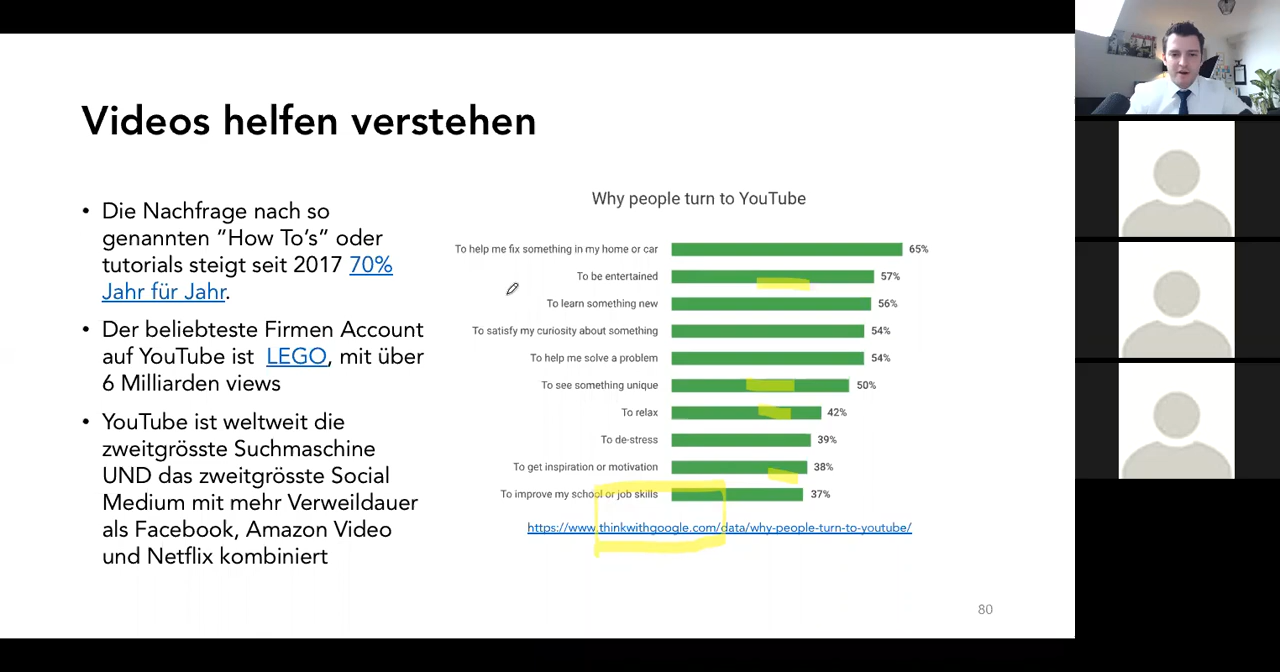 Videos helfen verstehen
• Die Nachfrage nach so
genannten ”How To’s” oder
tutorials steigt seit 2017 70%
Jahr für Jahr.
• Der beliebteste Firmen Account
auf YouTube ist LEGO, mit über
6 Milliarden views
• YouTube ist weltweit die
zweitgrösste Suchmaschine
UND das zweitgrösste Social
Medium mit mehr Verweildauer
als Facebook, Amazon Video
und Netflix kombiniert
Why people turn to YouTube
To help me fix something in my home or car 65%
To be entertained 57%
To learn something new 56%
To satisfy my curiosity about something 54%
To help me solve a problem 54%
To see something unique 50%
To relax 42%
To de-stress 39%
To get inspiration or motivation 38%
To improve my school or job skills 37%
https://www.thinkwithgoogle.com/data/why-people-turn-to-youtube/
80